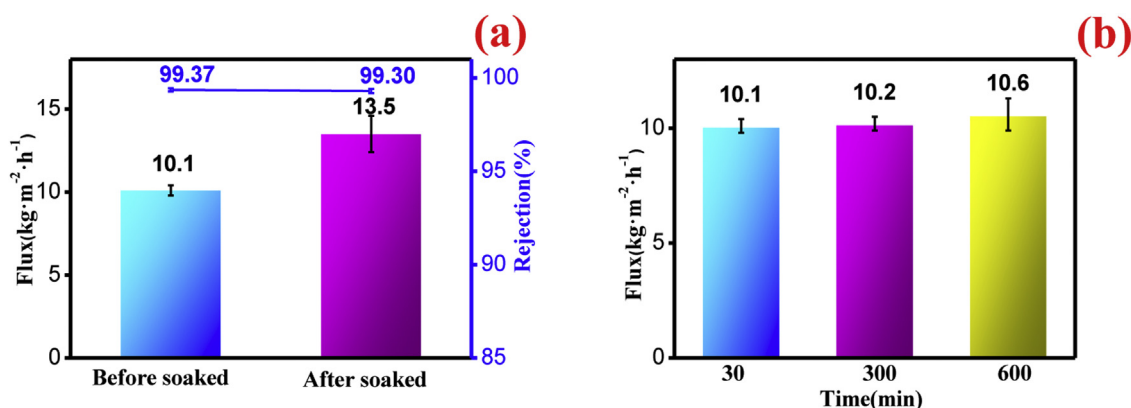 (a)
99.37
99.30
100
15
13.5
95
10.1
10
90
5
0
85
Flux(kg·m⁻²·h⁻¹)
Rejection(%)
Before soaked
After soaked
(b)
10.1
10.2
10.6
10
5
0
Flux(kg·m⁻²·h⁻¹)
30
300
600
Time(min)